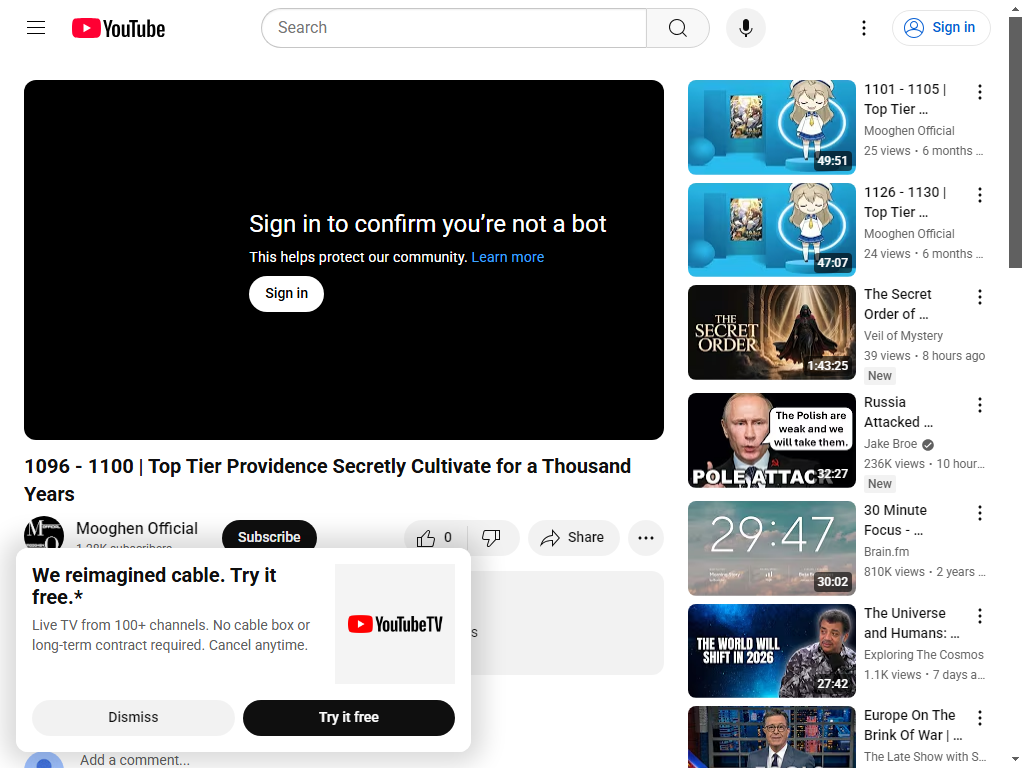 YouTube
Search
Sign in
Sign in to confirm you’re not a bot
This helps protect our community. Learn more
Sign in
1096 - 1100 | Top Tier Providence Secretly Cultivate for a Thousand
Years
Mooghen Official
Subscribe
0
Share
We reimagined cable. Try it
free.*
Live TV from 100+ channels. No cable box or
long-term contract required. Cancel anytime.
YouTubeTV
Dismiss
Try it free
Add a comment...
1101 - 1105 |
Top Tier ...
Mooghen Official
25 views • 6 months ...
49:51
1126 - 1130 |
Top Tier ...
Mooghen Official
24 views • 6 months ...
47:07
THE
SECRET
ORDER
1:43:25
The Secret
Order of ...
Veil of Mystery
39 views • 8 hours ago
New
The Polish are
weak and we
will take them.
POLE ATTACK
32:27
Russia
Attacked ...
Jake Broe
236K views • 10 hour...
New
29:47
30:02
30 Minute
Focus - ...
Brain.fm
810K views • 2 years ...
THE WORLD WILL
SHIFT IN 2026
27:42
The Universe
and Humans: ...
Exploring The Cosmos
1.1K views • 7 days a...
Europe On The
Brink Of War | ...
The Late Show with S...